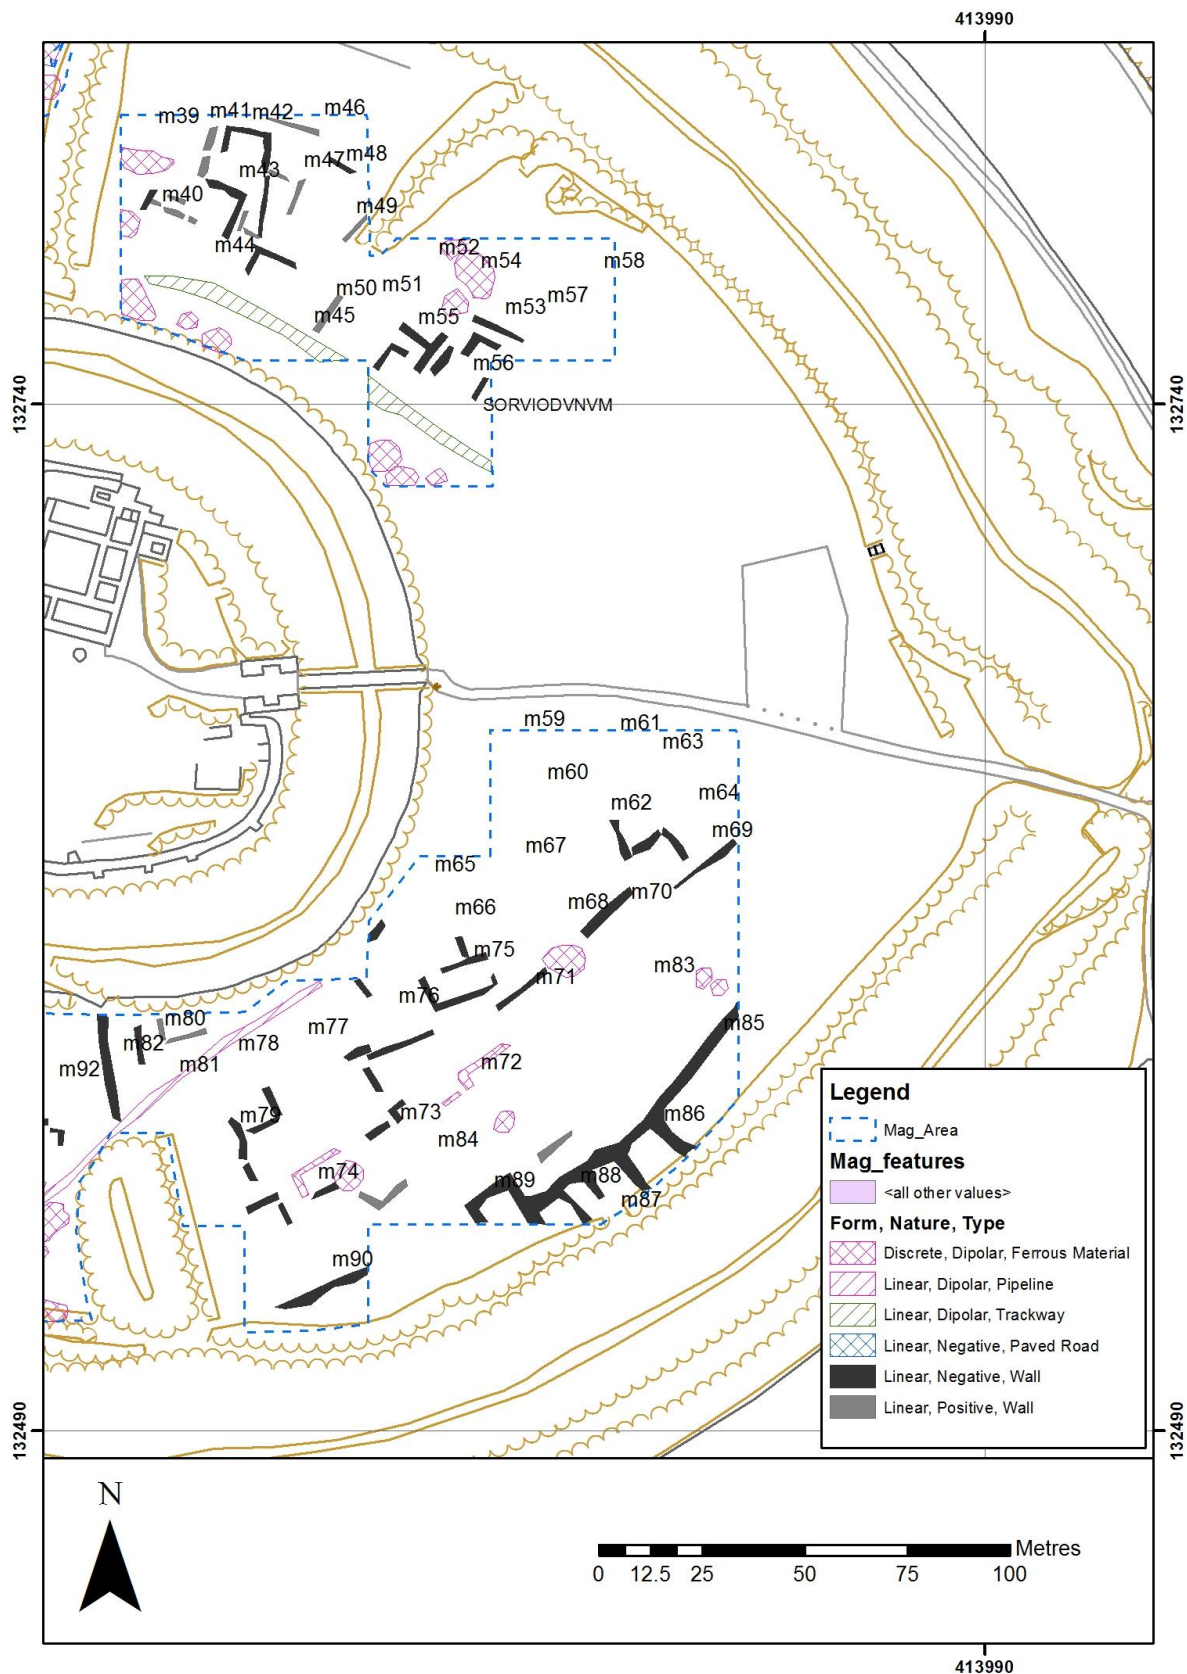 413990
m39 m41 m42 m46
m47 m48
m43
m40
m49
m44
m52
m54
m58
m50 m51
m57
m53
m45
m55
m56
132740
SORVIODVNVM
132740
m59
m61
m63
m60
m64
m62
m69
m67
m65
m70
m68
m66
m75
m83
m71
m76
m80
m85
m77
m82
m78
m92
m81
m72
m79
m73
m86
m84
m74
m89
m88
m87
m90
Legend
Mag_Area
Mag_features
<all other values>
Form, Nature, Type
Discrete, Dipolar, Ferrous Material
Linear, Dipolar, Pipeline
Linear, Dipolar, Trackway
Linear, Negative, Paved Road
Linear, Negative, Wall
Linear, Positive, Wall
132490
132490
N
Metres
0 12.5 25 50 75 100
413990